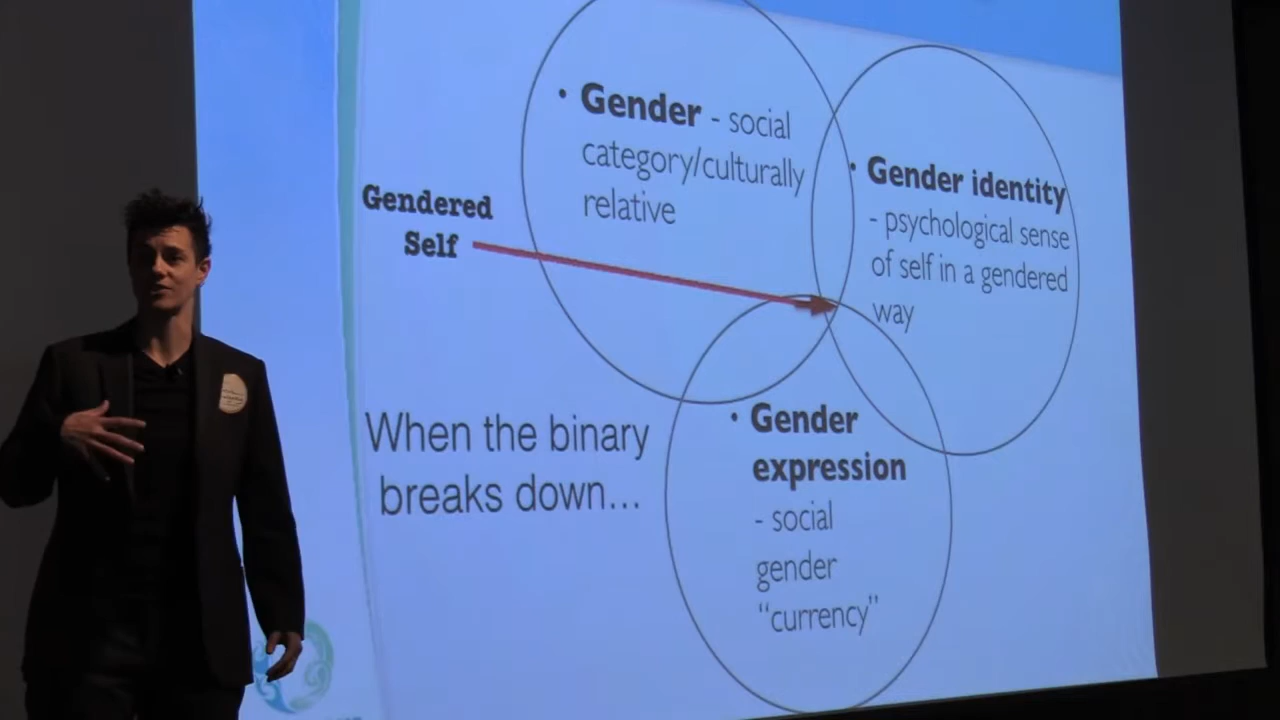 • Gender - social
category/culturally
relative
• Gender identity
- psychological sense
of self in a gendered
way
Gendered
Self
When the binary
breaks down...
• Gender
expression
- social
gender
“currency”